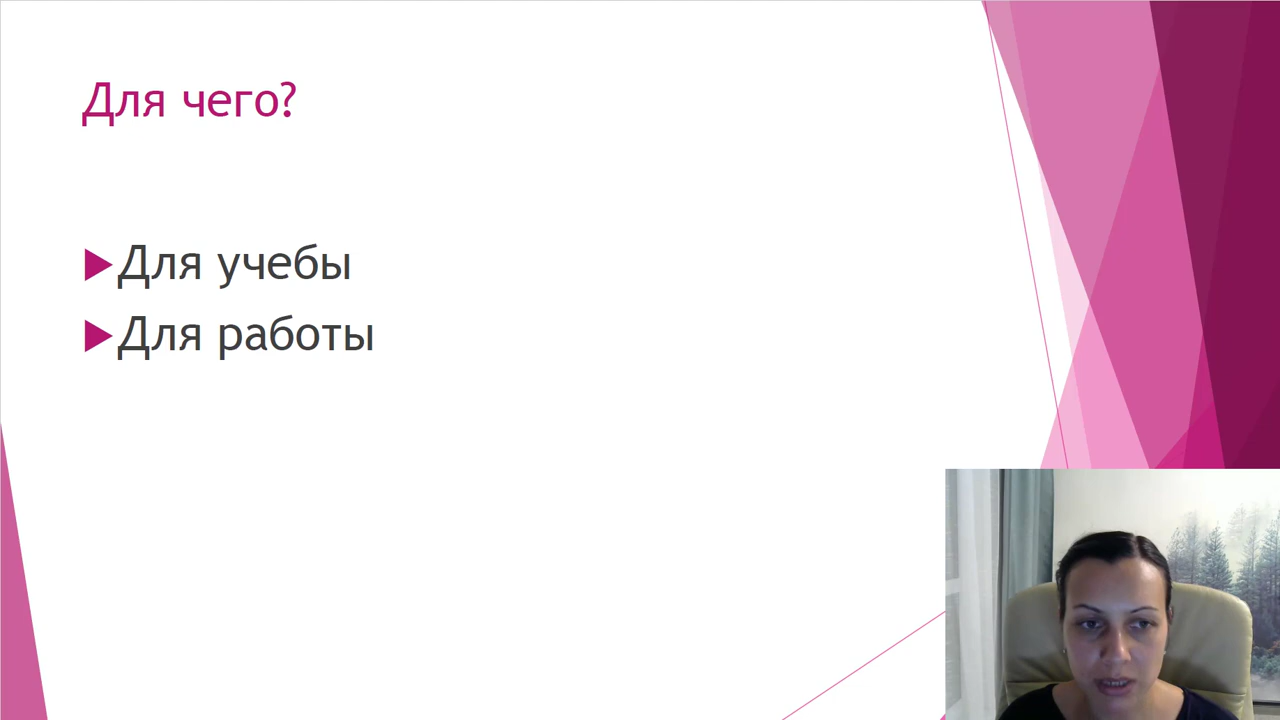 Для чего?
Для учебы
Для работы